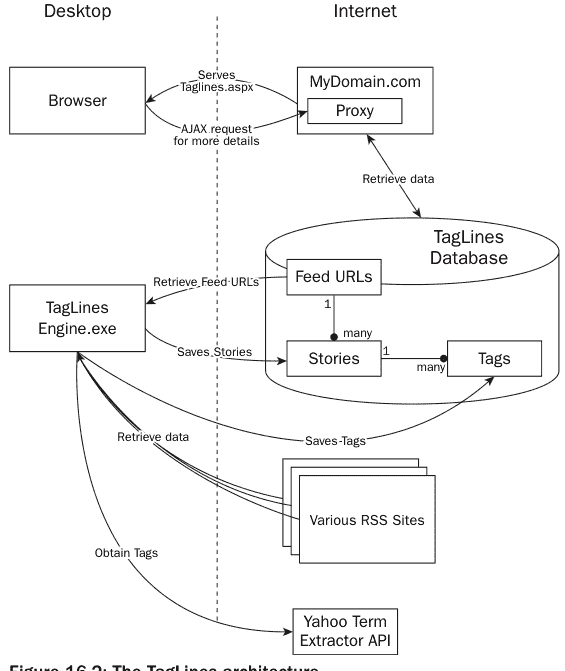 Desktop
Internet
Browser
Serves
Taglines.aspx
MyDomain.com
Proxy
AJAX request
for more details
Retrieve data
TagLines
Database
Retrieve Feed URLs
Feed URLs
TagLines
Engine.exe
1
many
Saves Stories
Stories
1
many
Tags
Retrieve data
Saves Tags
Various RSS Sites
Obtain Tags
Yahoo Term
Extractor API
Figure 16-2: The TagLines architecture